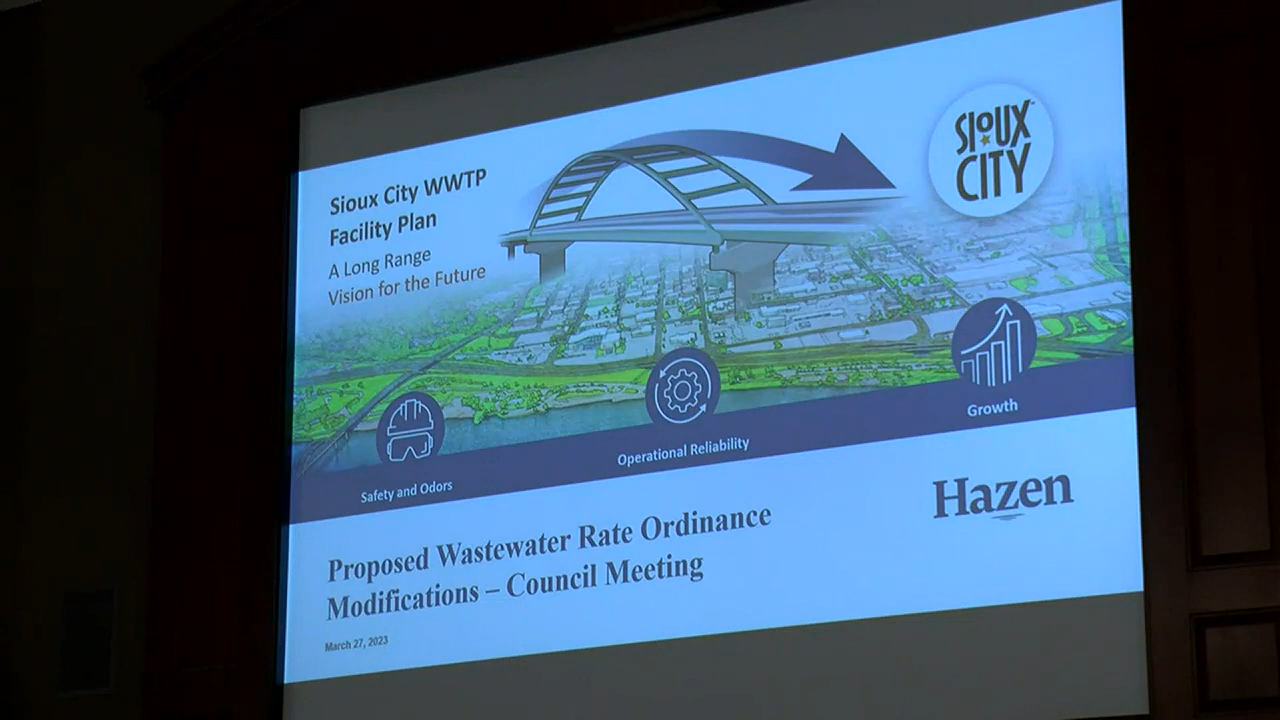 Sioux City WWTP
Facility Plan
A Long Range
Vision for the Future
SIOUX
CITY
Safety and Odors
Operational Reliability
Growth
Hazen
Proposed Wastewater Rate Ordinance
Modifications – Council Meeting
March 27, 2023